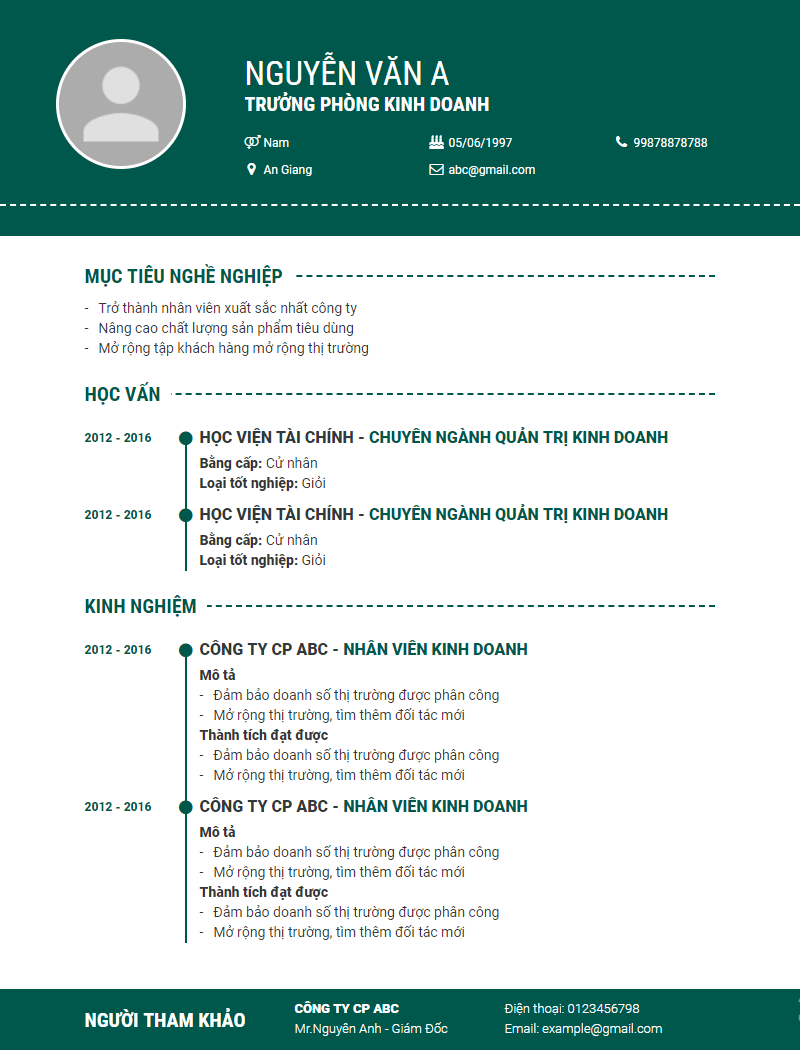 NGUYỄN VĂN A
TRƯỞNG PHÒNG KINH DOANH
Nam
05/06/1997
99878878788
An Giang
abc@gmail.com
MỤC TIÊU NGHỀ NGHIỆP
- Trở thành nhân viên xuất sắc nhất công ty
- Nâng cao chất lượng sản phẩm tiêu dùng
- Mở rộng tập khách hàng mở rộng thị trường
HỌC VẤN
2012 - 2016
HỌC VIỆN TÀI CHÍNH - CHUYÊN NGÀNH QUẢN TRỊ KINH DOANH
Bằng cấp: Cử nhân
Loại tốt nghiệp: Giỏi
2012 - 2016
HỌC VIỆN TÀI CHÍNH - CHUYÊN NGÀNH QUẢN TRỊ KINH DOANH
Bằng cấp: Cử nhân
Loại tốt nghiệp: Giỏi
KINH NGHIỆM
2012 - 2016
CÔNG TY CP ABC - NHÂN VIÊN KINH DOANH
Mô tả
- Đảm bảo doanh số thị trường được phân công
- Mở rộng thị trường, tìm thêm đối tác mới
Thành tích đạt được
- Đảm bảo doanh số thị trường được phân công
- Mở rộng thị trường, tìm thêm đối tác mới
2012 - 2016
CÔNG TY CP ABC - NHÂN VIÊN KINH DOANH
Mô tả
- Đảm bảo doanh số thị trường được phân công
- Mở rộng thị trường, tìm thêm đối tác mới
Thành tích đạt được
- Đảm bảo doanh số thị trường được phân công
- Mở rộng thị trường, tìm thêm đối tác mới
NGƯỜI THAM KHẢO
CÔNG TY CP ABC
Mr.Nguyên Anh - Giám Đốc
Điện thoại: 0123456798
Email: example@gmail.com